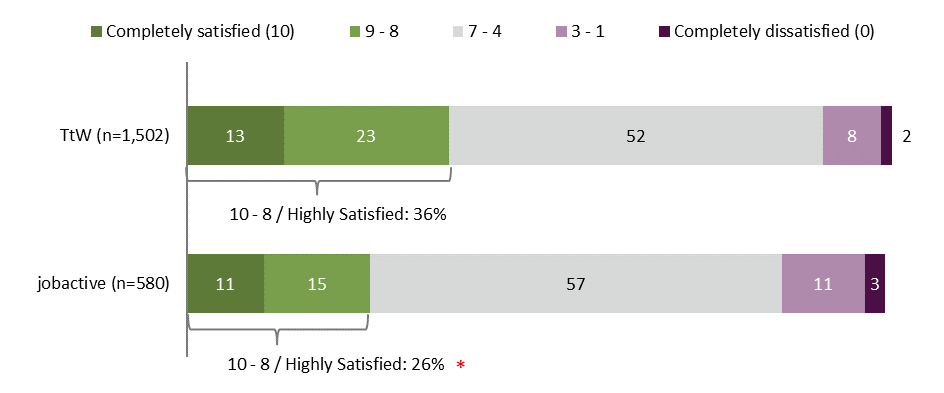 Completely satisfied (10) 9 - 8 7 - 4 3 - 1 Completely dissatisfied (0)
TtW (n=1,502) 13 23 52 8 2
10 - 8 / Highly Satisfied: 36%
jobactive (n=580) 11 15 57 11 3
10 - 8 / Highly Satisfied: 26% *